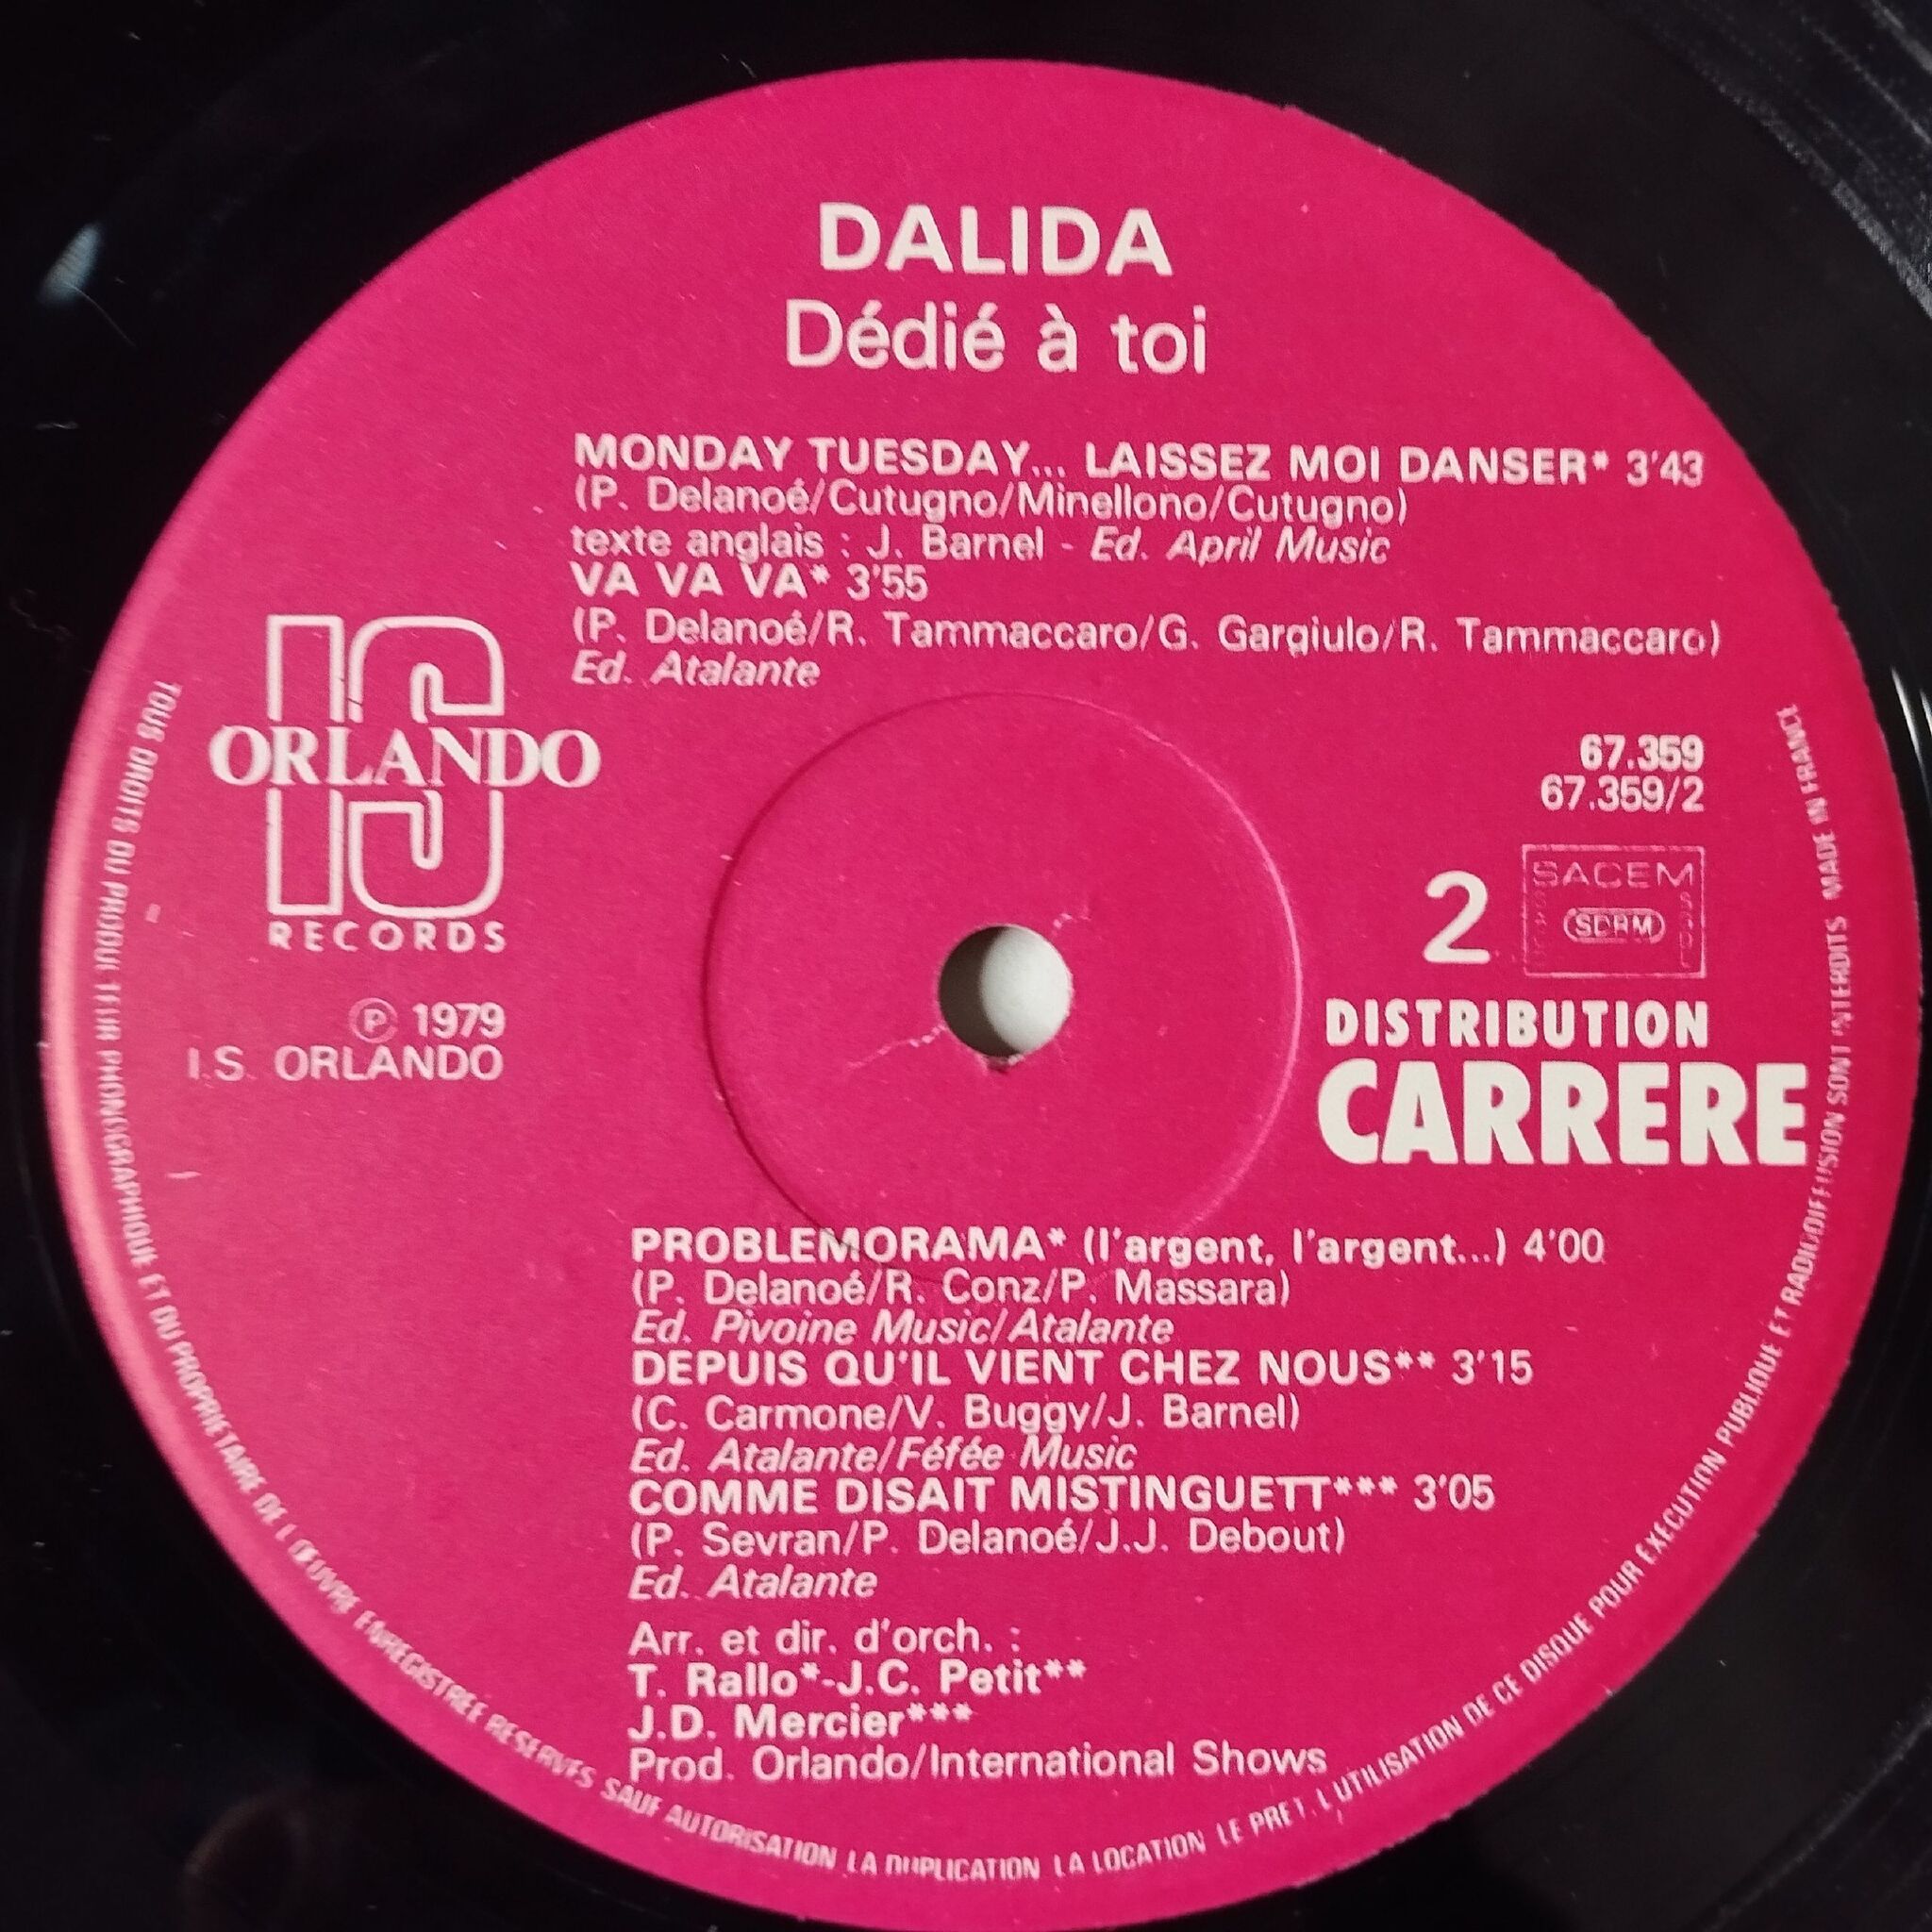 DALIDA
Dédié à toi
MONDAY TUESDAY... LAISSEZ MOI DANSER* 3'43
(P. Delanoé/Cutugno/Minellono/Cutugno)
texte anglais : J. Barnel - Ed. April Music
VA VA VA* 3'55
(P. Delanoé/R. Tammaccaro/G. Gargiulo/R. Tammaccaro)
Ed. Atalante
IS
ORLANDO
RECORDS
℗ 1979
I.S. ORLANDO
67.359
67.359/2
2
SACEM
SDRM
DISTRIBUTION
CARRERE
PROBLEMORAMA* (l'argent, l'argent...) 4'00
(P. Delanoé/R. Conz/P. Massara)
Ed. Pivoine Music/Atalante
DEPUIS QU'IL VIENT CHEZ NOUS** 3'15
(C. Carmone/V. Buggy/J. Barnel)
Ed. Atalante/Féfée Music
COMME DISAIT MISTINGUETT*** 3'05
(P. Sevran/P. Delanoé/J.J. Debout)
Ed. Atalante
Arr. et dir. d'orch. :
T. Rallo*-J.C. Petit**
J.D. Mercier***
Prod. Orlando/International Shows
TOUS DROITS DU PRODUCTEUR PHONOGRAPHIQUE ET DU PROPRIETAIRE DE L'OEUVRE ENREGISTREE RESERVES SAUF AUTORISATION LA DUPLICATION LA LOCATION LE PRET, L'UTILISATION DE CE DISQUE POUR EXECUTION PUBLIQUE ET RADIODIFFUSION SONT INTERDITS MADE IN FRANCE